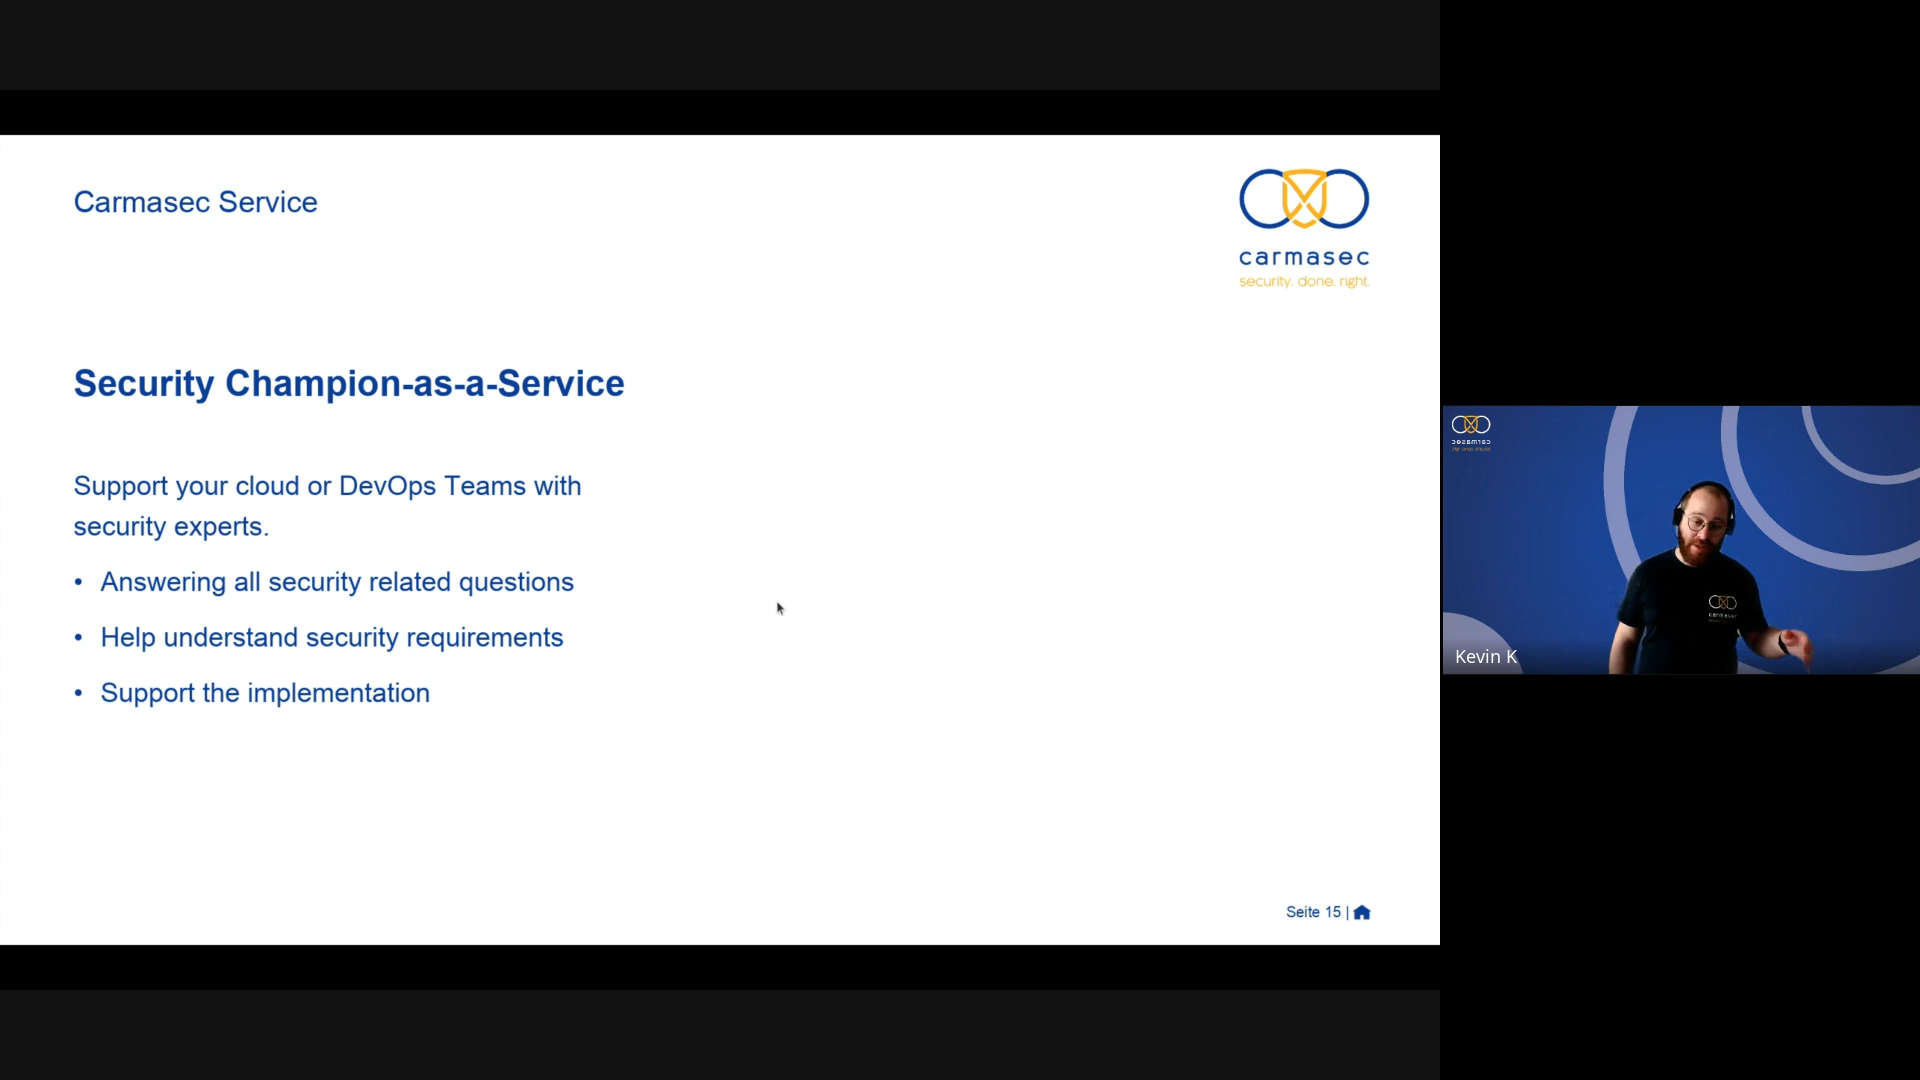 Carmasec Service
carmasec
security. done. right.
Security Champion-as-a-Service
Support your cloud or DevOps Teams with
security experts.
• Answering all security related questions
• Help understand security requirements
• Support the implementation
Seite 15 |
carmasec
Kevin K